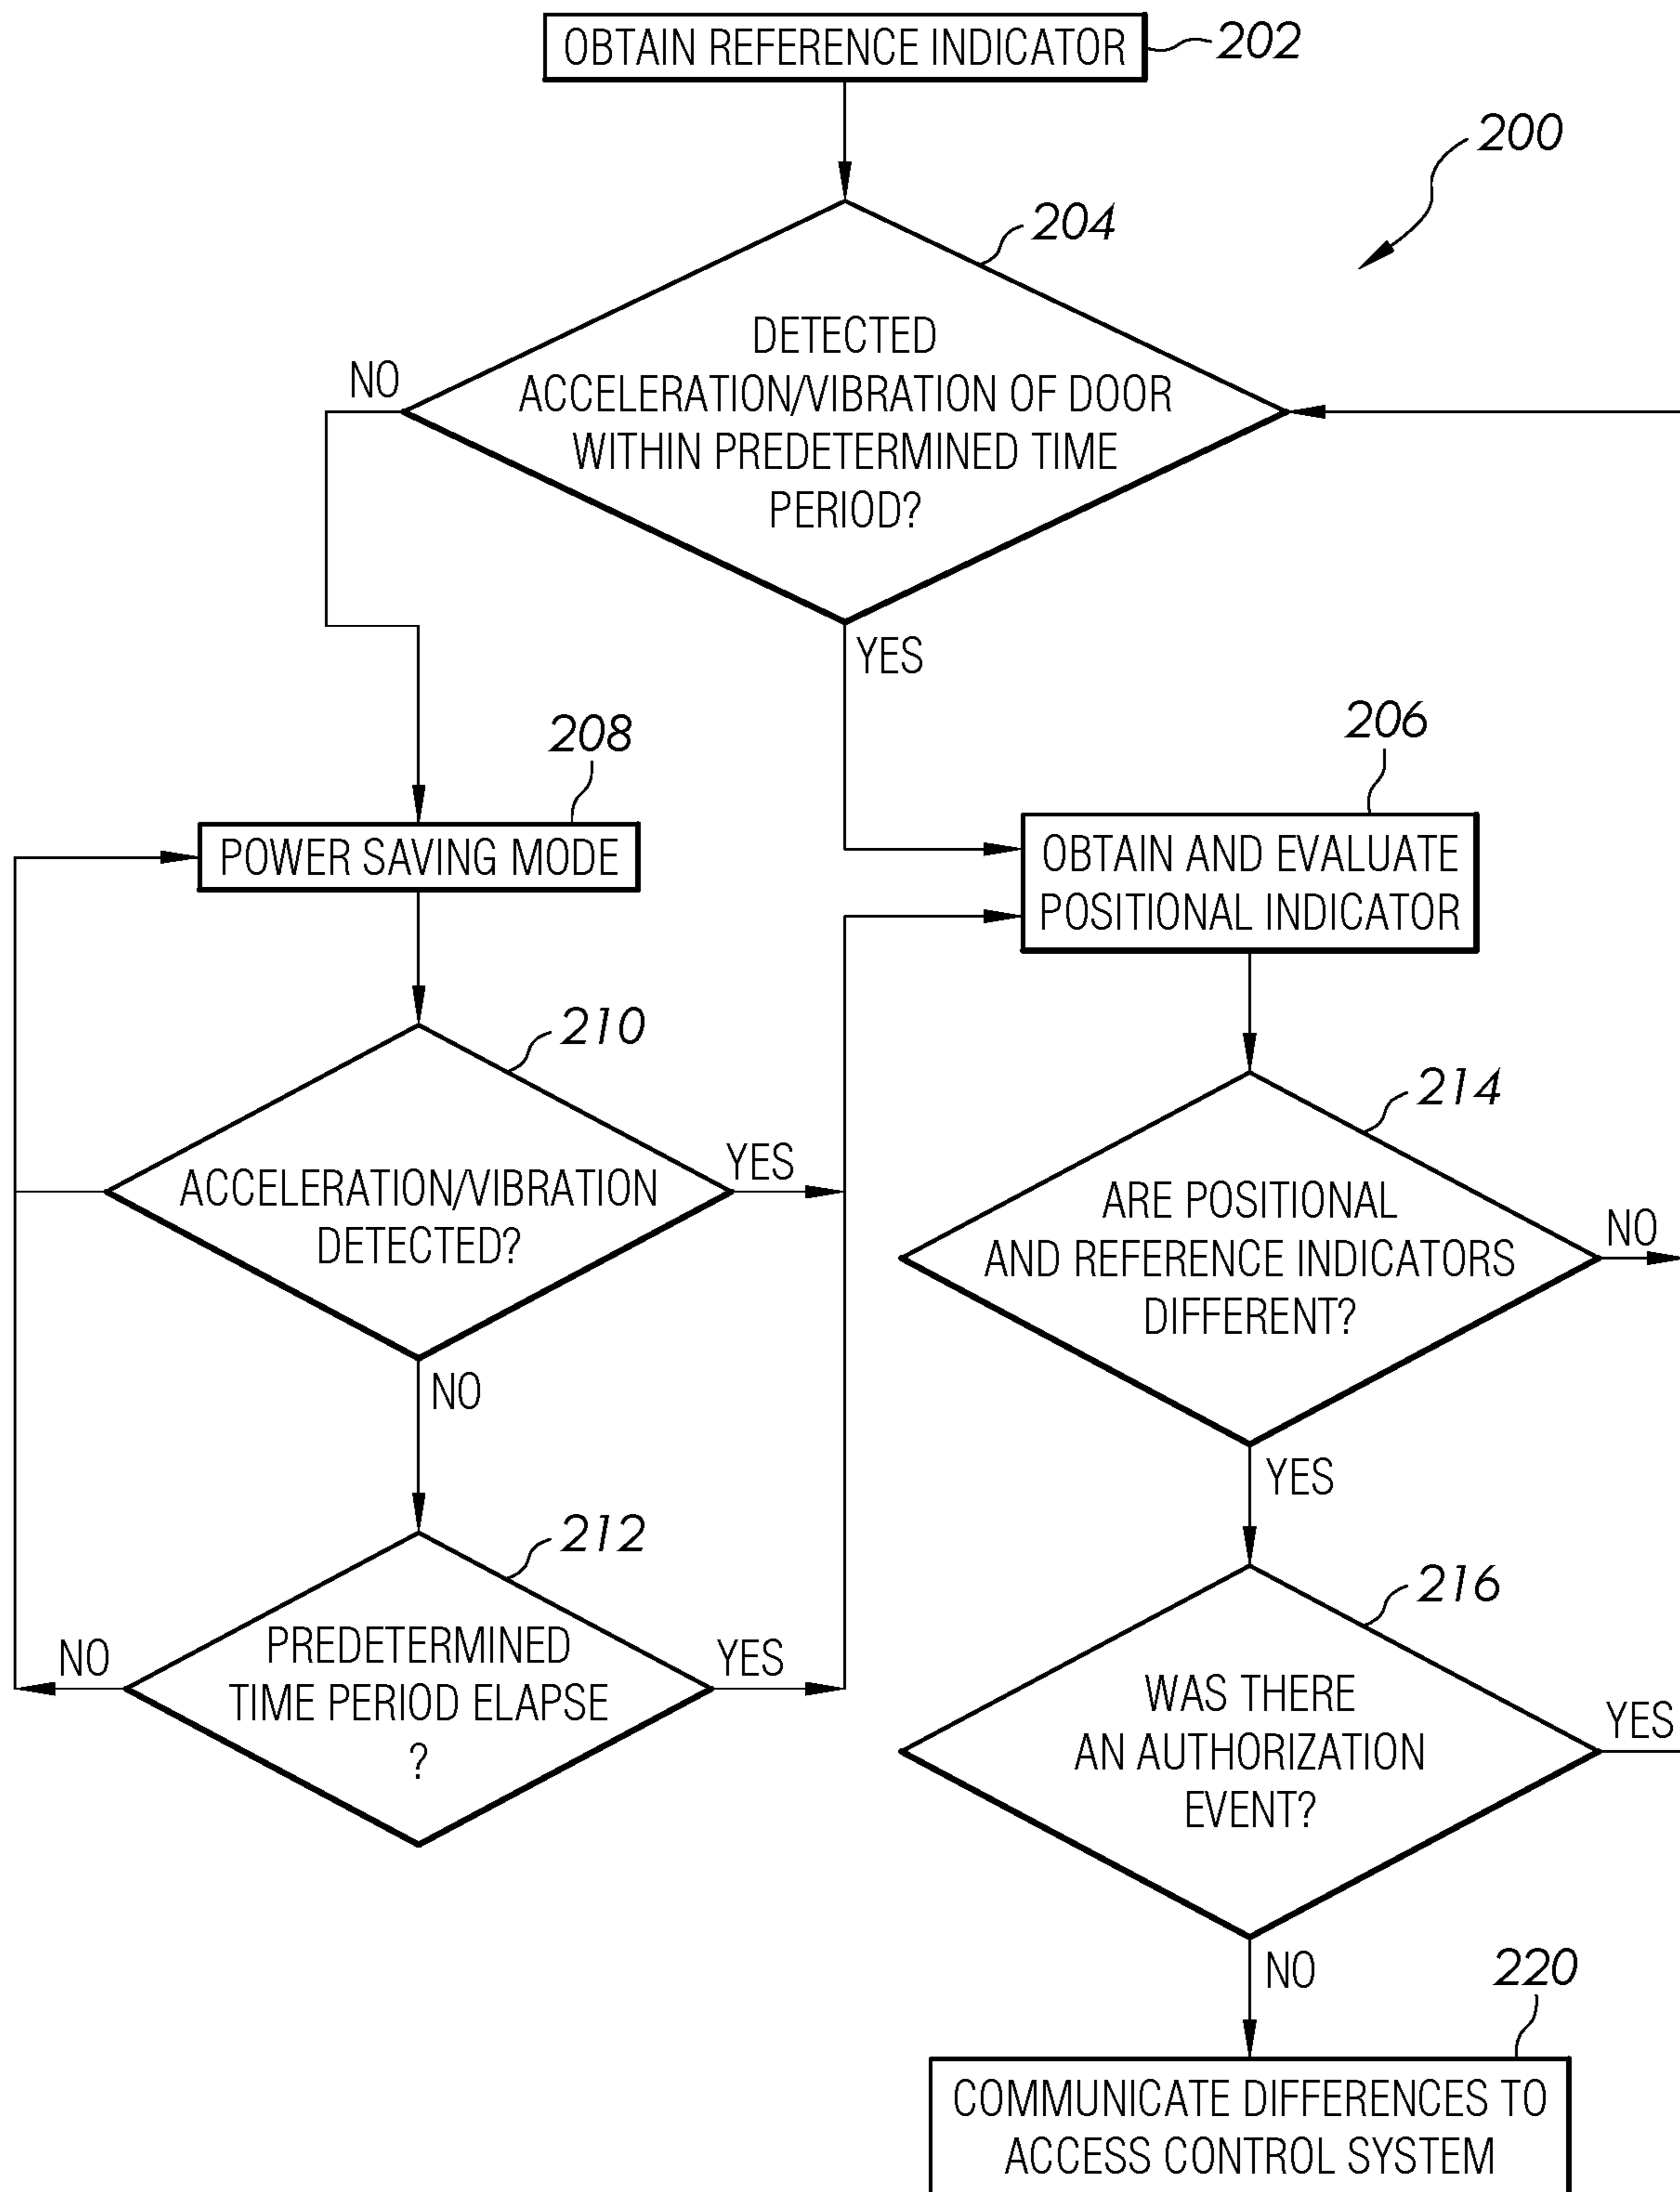 OBTAIN REFERENCE INDICATOR
202
200
204
DETECTED
ACCELERATION/VIBRATION OF DOOR
WITHIN PREDETERMINED TIME
PERIOD?
NO
YES
208
206
POWER SAVING MODE
OBTAIN AND EVALUATE
POSITIONAL INDICATOR
210
ACCELERATION/VIBRATION
DETECTED?
YES
NO
214
ARE POSITIONAL
AND REFERENCE INDICATORS
DIFFERENT?
NO
YES
212
PREDETERMINED
TIME PERIOD ELAPSE
?
NO
YES
216
WAS THERE
AN AUTHORIZATION
EVENT?
YES
NO
220
COMMUNICATE DIFFERENCES TO
ACCESS CONTROL SYSTEM